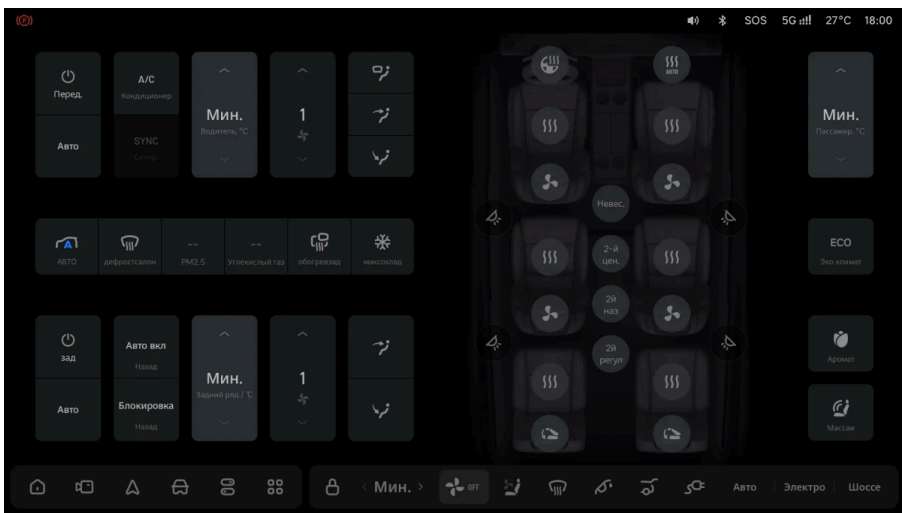 SOS 5G 27°C 18:00
Перед.
Авто
A/C
Кондиционер
SYNC
Синхр.
Мин.
Водитель, °C
1
AUTO
Мин.
Пассажир, °C
Невес.
2-й
цен.
2й
наз
2й
регул
A
АВТО
дефростсалон
--
PM2.5
--
Углекислый газ
обогревзад
максохлад
ECO
Эко климат
зад
Авто
Авто вкл
Назад
Блокировка
Назад
Мин.
Задний ряд / °C
1
Аромат
Массаж
Мин.
OFF
Авто
Электро
Шоссе